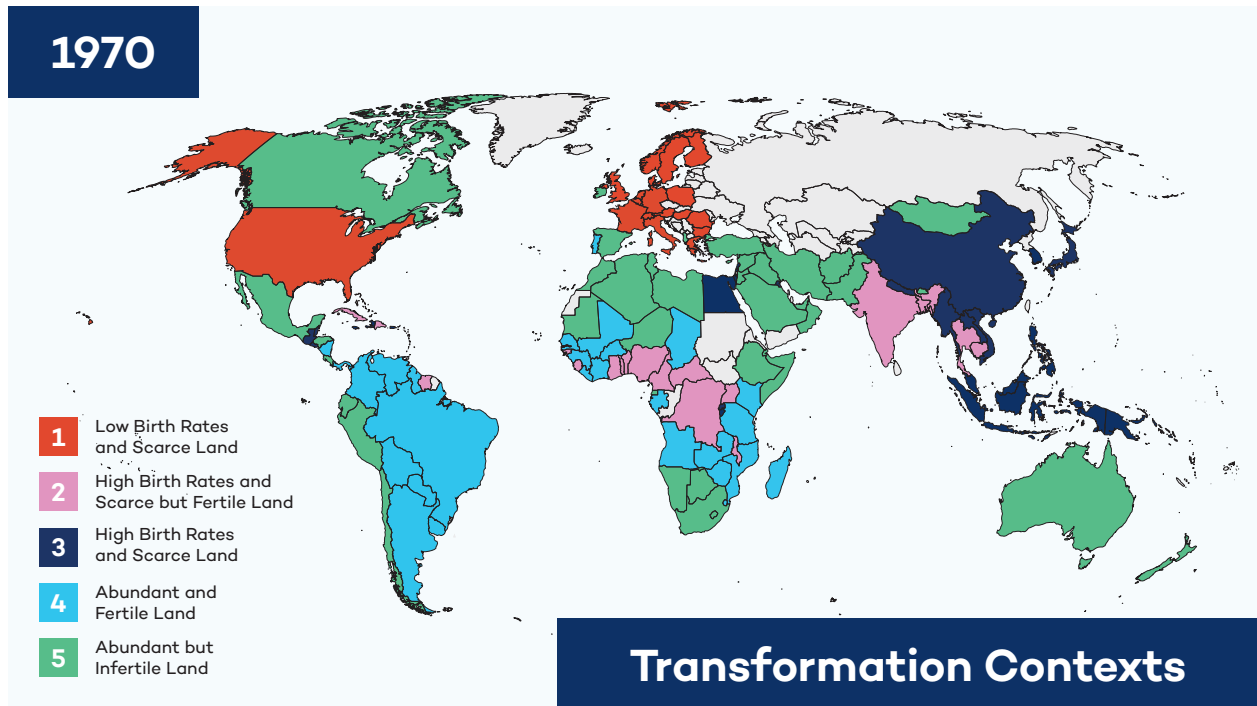 1970
1 Low Birth Rates
and Scarce Land
2 High Birth Rates and
Scarce but Fertile Land
3 High Birth Rates
and Scarce Land
4 Abundant and
Fertile Land
5 Abundant but
Infertile Land
Transformation Contexts